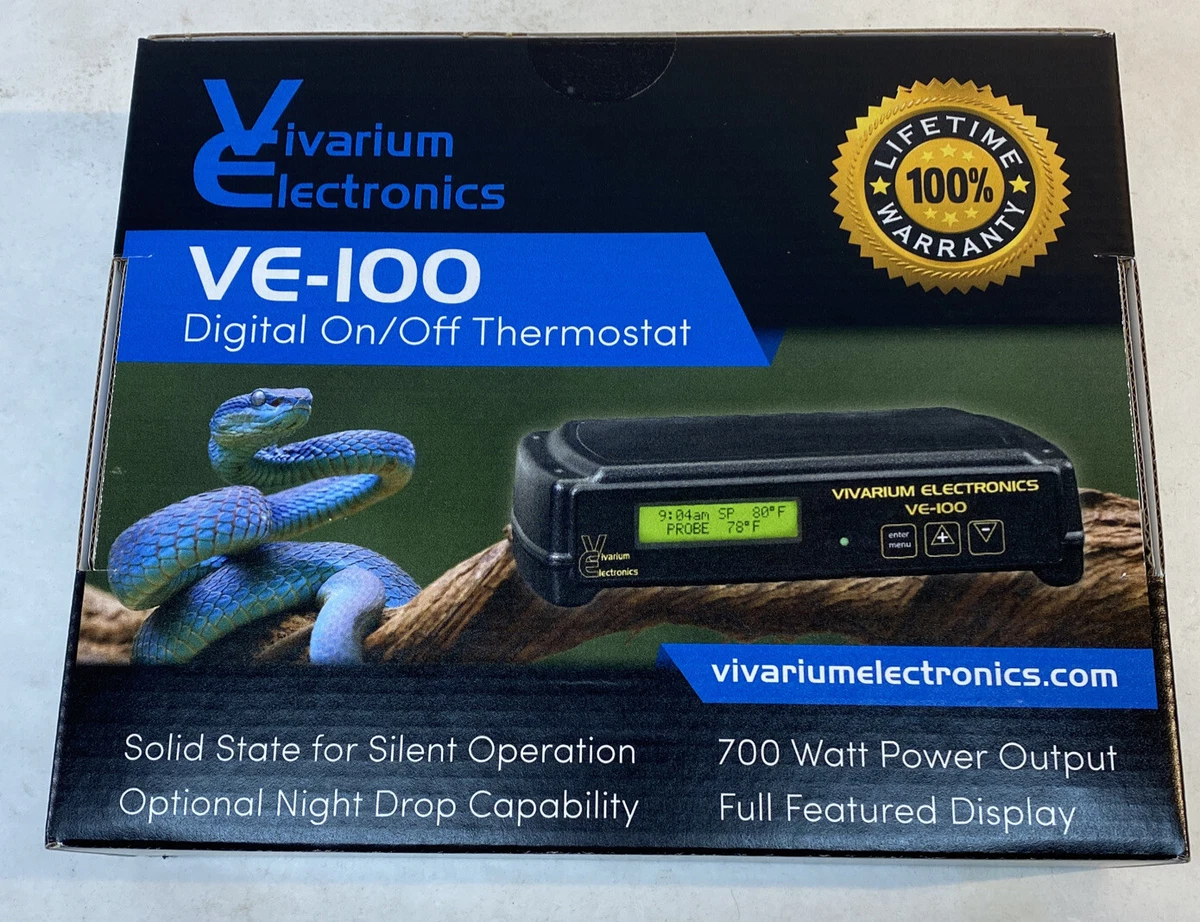 Vivarium
Electronics
LIFETIME
100%
WARRANTY
VE-100
Digital On/Off Thermostat
VIVARIUM ELECTRONICS
VE-100
9:04am SP 80°F
PROBE 78°F
enter
menu
+
-
Vivarium
Electronics
vivariumelectronics.com
Solid State for Silent Operation
700 Watt Power Output
Optional Night Drop Capability
Full Featured Display